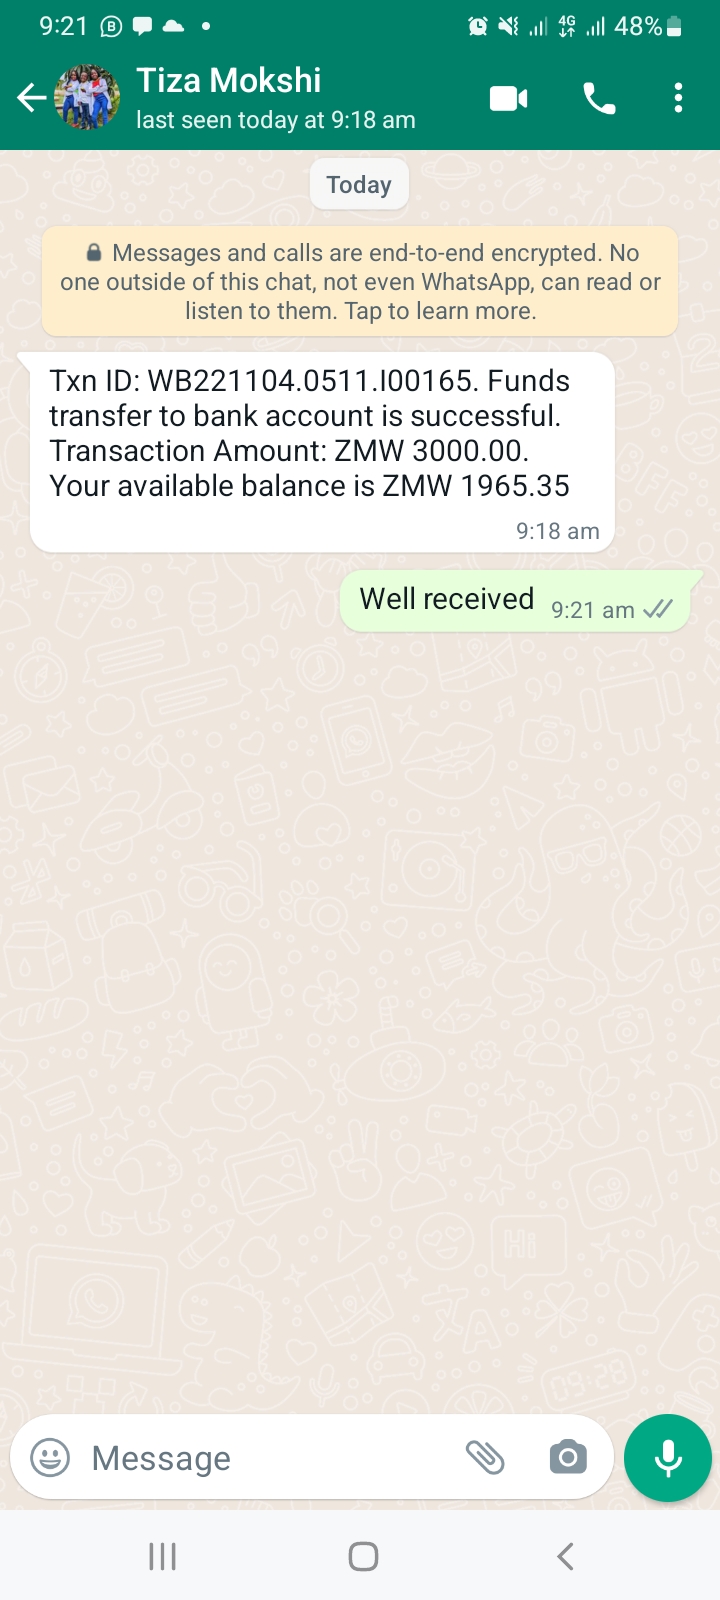 9:21 B 4G 48%
Tiza Mokshi
last seen today at 9:18 am
Today
Messages and calls are end-to-end encrypted. No
one outside of this chat, not even WhatsApp, can read or
listen to them. Tap to learn more.
Txn ID: WB221104.0511.I00165. Funds
transfer to bank account is successful.
Transaction Amount: ZMW 3000.00.
Your available balance is ZMW 1965.35
9:18 am
Well received 9:21 am
Hi
Message